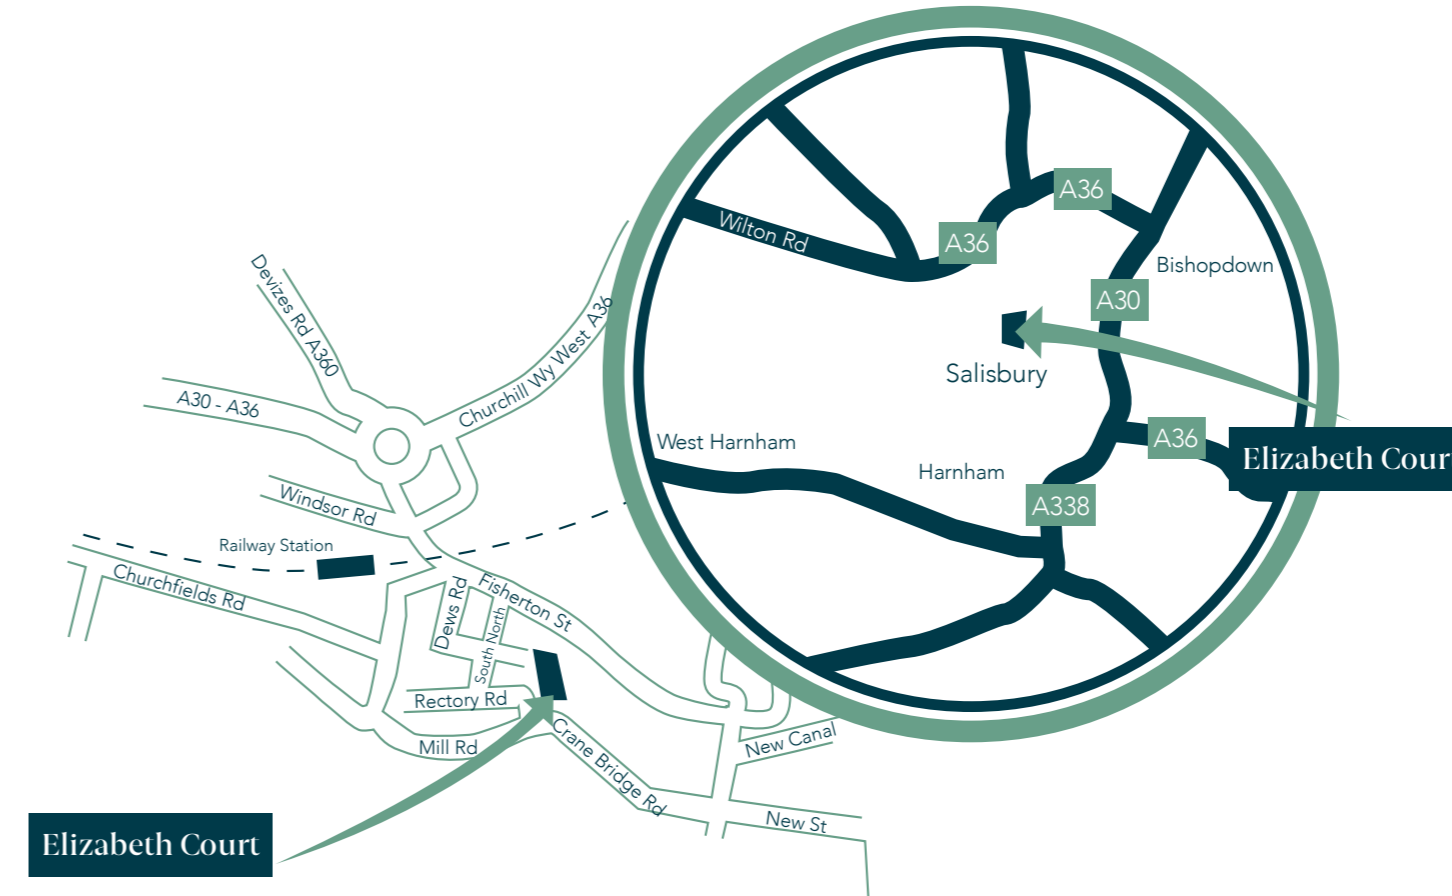 A36
Wilton Rd
A36
Bishopdown
A30
Salisbury
West Harnham
A36
Harnham
Elizabeth Cour
A338
Devizes Rd A360
Churchill Wy West A36
A30 - A36
Windsor Rd
Railway Station
Churchfields Rd
Fisherton St
Dews Rd
South North
Rectory Rd
Mill Rd
Crane Bridge Rd
New Canal
New St
Elizabeth Court